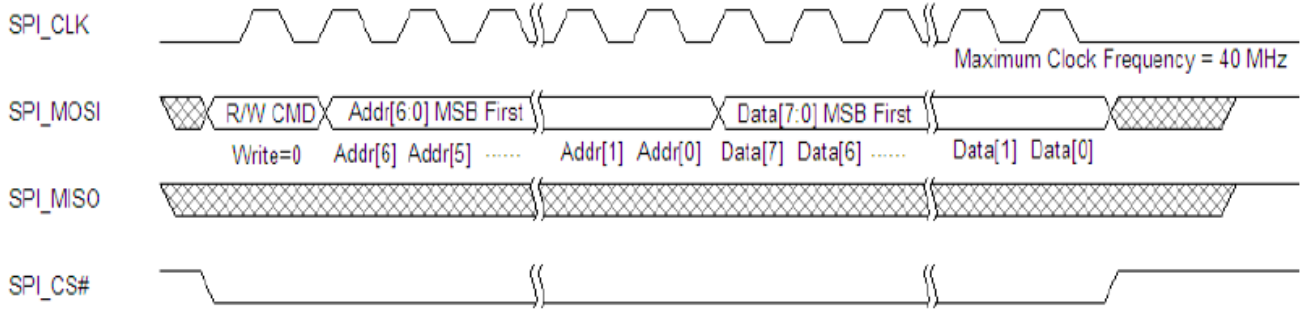 SPI_CLK
Maximum Clock Frequency = 40 MHz
SPI_MOSI
R/W CMD Addr[6:0] MSB First Data[7:0] MSB First
Write=0 Addr[6] Addr[5] ...... Addr[1] Addr[0] Data[7] Data[6] ...... Data[1] Data[0]
SPI_MISO
SPI_CS#